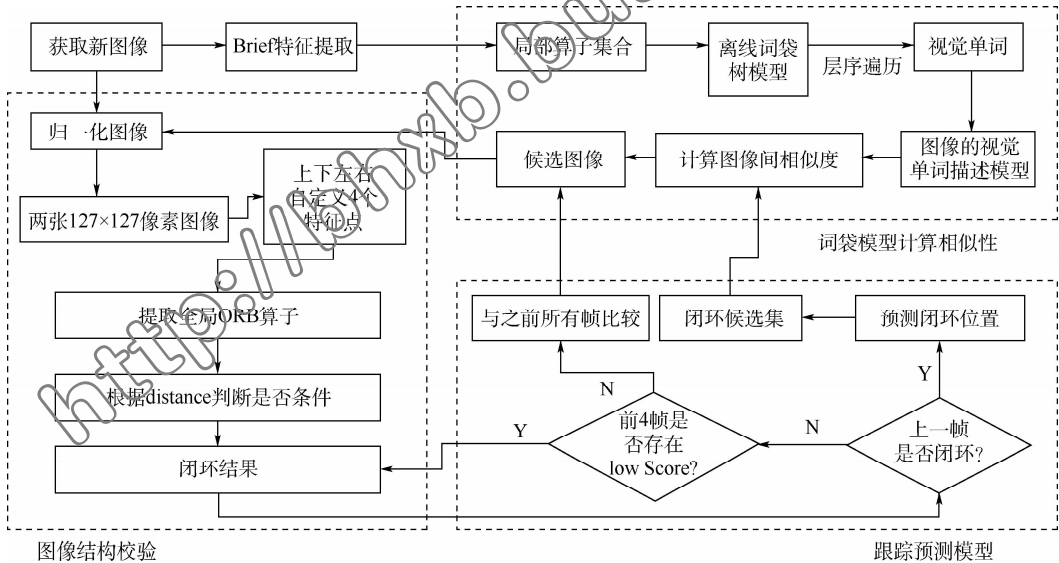 获取新图像
Brief特征提取
局部算子集合
离线词袋
树模型
层序遍历
视觉单词
归一化图像
候选图像
计算图像间相似度
图像的视觉
单词描述模型
两张127×127像素图像
上下左右
自定义4个
特征点
词袋模型计算相似性
提取全局ORB算子
与之前所有帧比较
闭环候选集
预测闭环位置
根据distance判断是否条件
N
Y
前4帧是
否存在
low Score?
Y
N
上一帧
是否闭环?
闭环结果
图像结构校验
跟踪预测模型
http://bhxb.bu